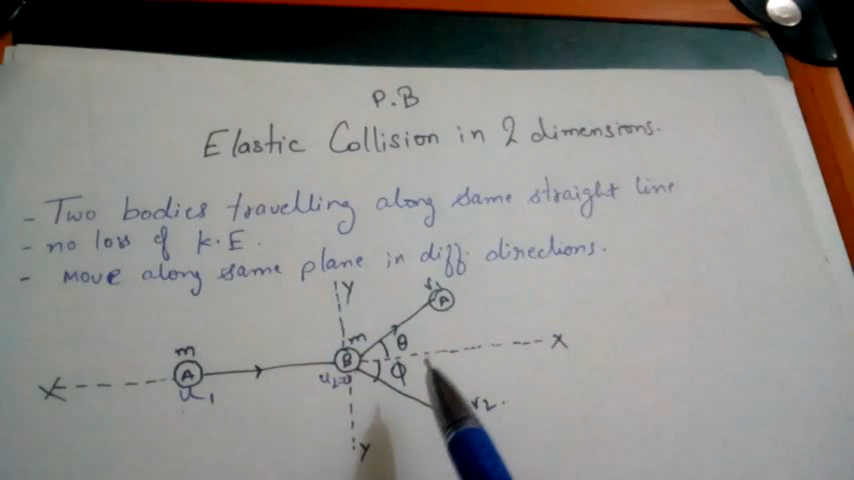 P.B
Elastic Collision in 2 dimensions.
- Two bodies travelling along same straight line
- no loss of K.E.
- Move along same plane in diff. directions.
Y
v₁
A
m
m
θ
X
X
A
B
ϕ
u₁
u₂=0
v₂.
Y